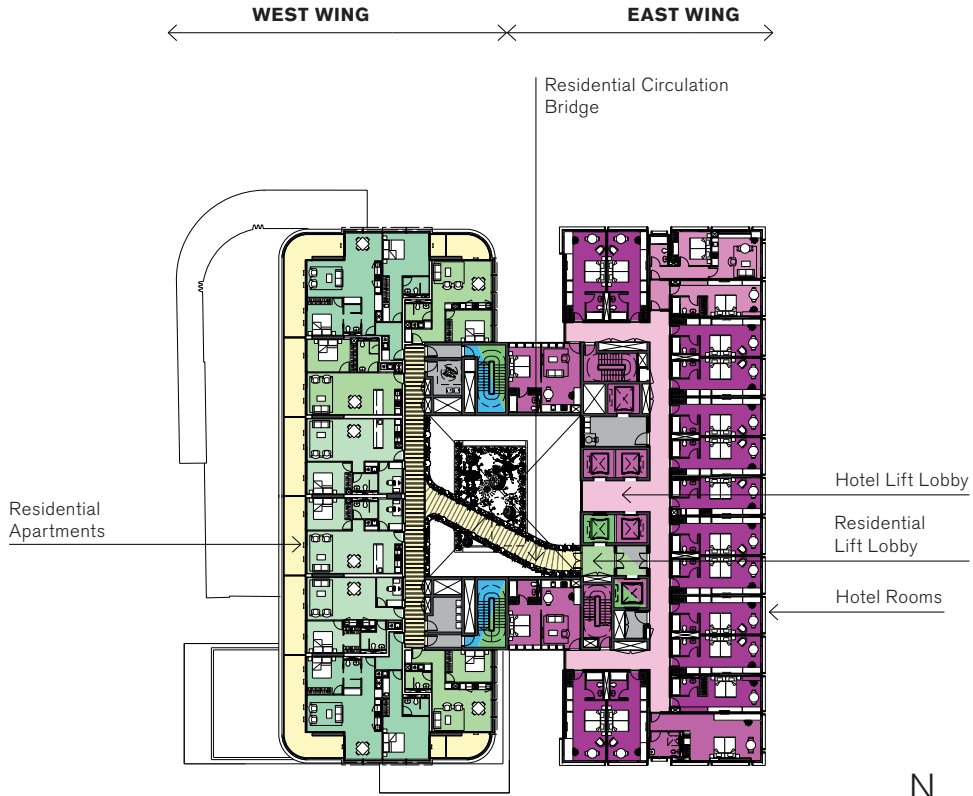 WEST WING
EAST WING
Residential Circulation
Bridge
Hotel Lift Lobby
Residential
Apartments
Residential
Lift Lobby
Hotel Rooms
N